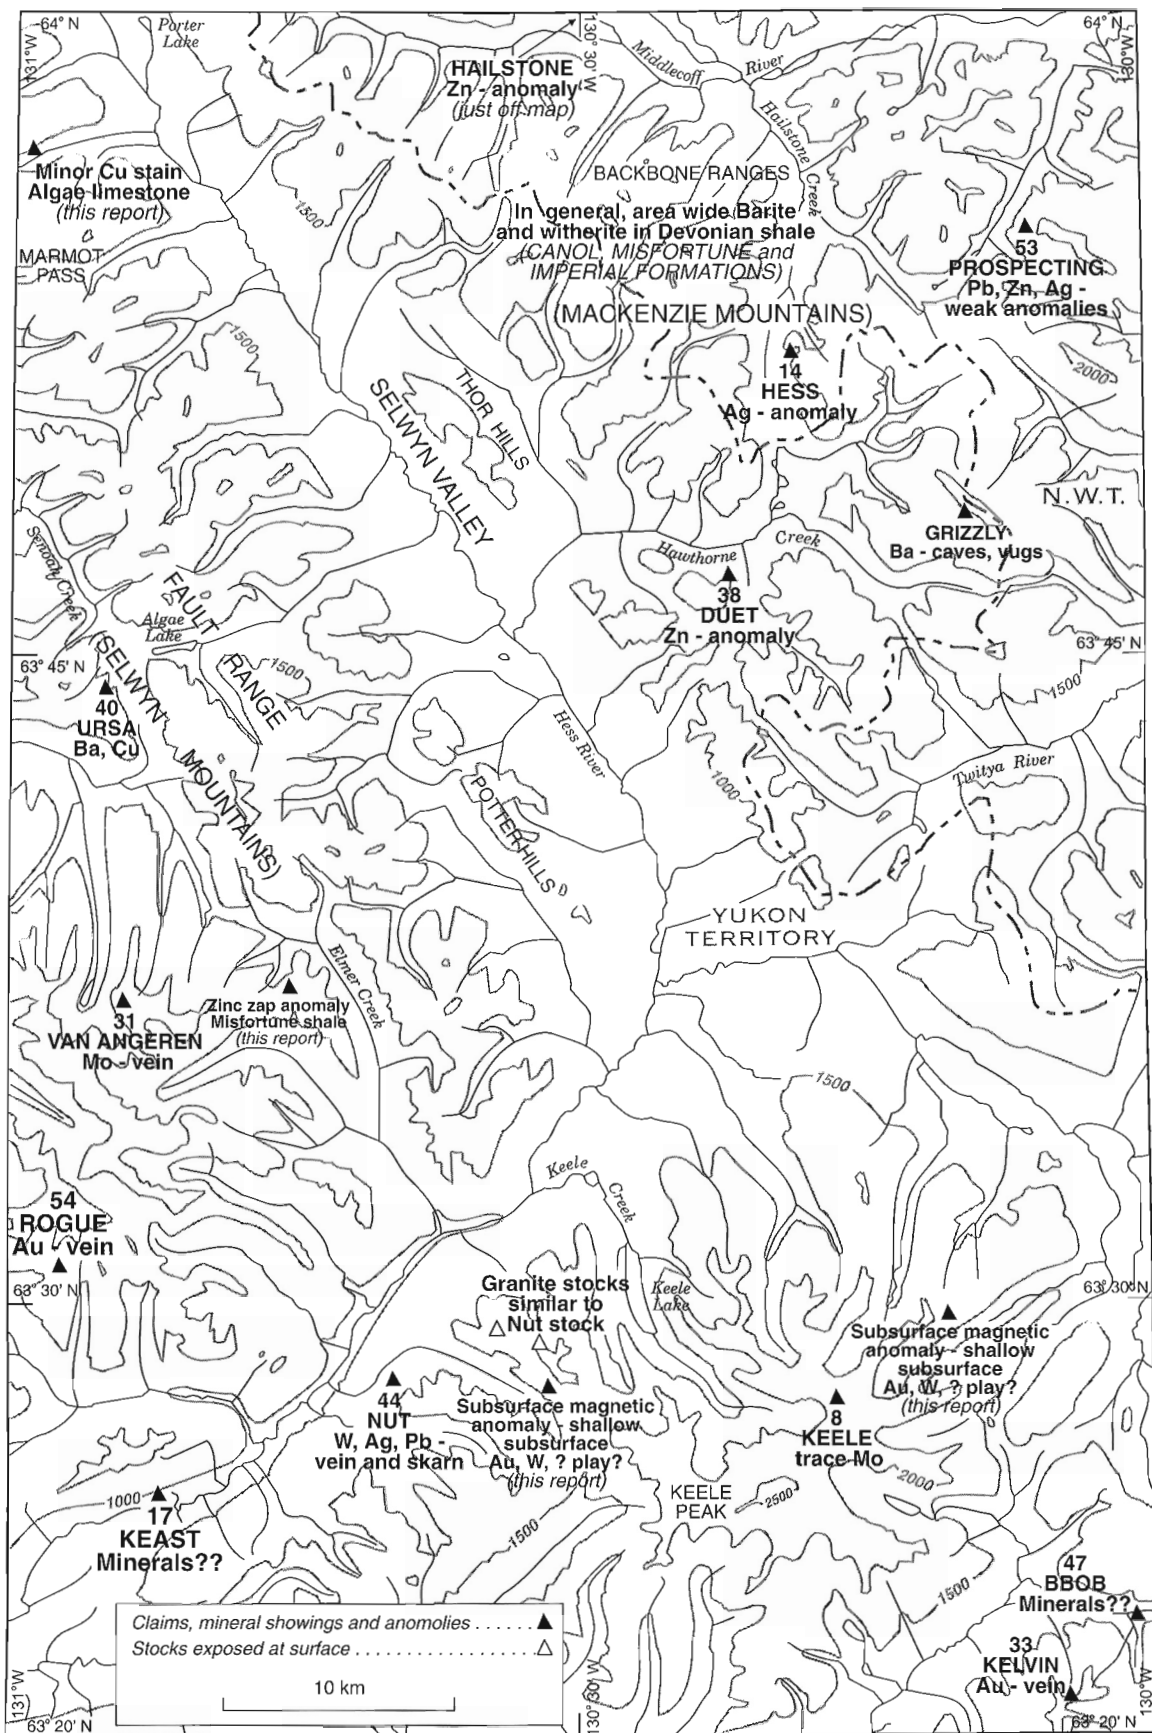 64° N
Porter
Lake
131°W
130° 30' W
64° N
130°W
Middlecoff River
HAILSTONE
Zn - anomaly
(just off map)
Hailstone
Creek
Minor Cu stain
Algae limestone
(this report)
1500
BACKBONE RANGES
In general, area wide Barite
and witherite in Devonian shale
(CANOL, MISFORTUNE and
IMPERIAL FORMATIONS)
MARMOT
PASS
53
PROSPECTING
Pb, Zn, Ag -
weak anomalies
(MACKENZIE MOUNTAINS)
1500
14
HESS
Ag - anomaly
2000
THOR HILLS
SELWYN VALLEY
N.W.T.
GRIZZLY
Ba - caves, vugs
Hawthorne Creek
38
DUET
Zn - anomaly
FAULT
RANGE
Algae
Lake
63° 45' N
63° 45' N
1500
(SELWYN
MOUNTAINS)
40
URSA
Ba, Cu
1500
Hess River
Twitya River
1000
POTTER HILLS
YUKON
TERRITORY
Elmer Creek
31
VAN ANGEREN
Mo - vein
Zinc zap anomaly
Misfortune shale
(this report)
1500
Keele
Creek
54
ROGUE
Au - vein
63° 30' N
63° 30' N
Granite stocks
similar to
Nut stock
Keele
Lake
Subsurface magnetic
anomaly - shallow
subsurface
Au, W, ? play?
(this report)
44
NUT
W, Ag, Pb -
vein and skarn
Subsurface magnetic
anomaly - shallow
subsurface
Au, W, ? play?
(this report)
8
KEELE
trace Mo
2000
KEELE
PEAK
2500
1000
17
KEAST
Minerals??
1500
47
BBOB
Minerals??
1500
33
KELVIN
Au - vein
Claims, mineral showings and anomolies . . . . . . ▲
Stocks exposed at surface . . . . . . . . . . . . . . . . . . △
10 km
131°W
63° 20' N
130° 30' W
130°W
63° 20' N